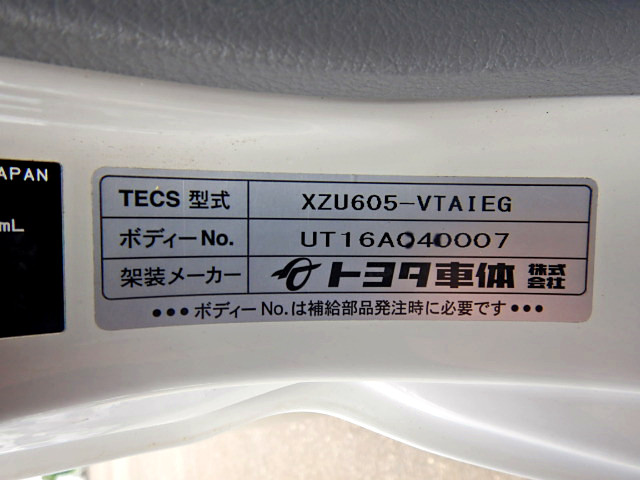 APAN
mL
TECS 型式 XZU605-VTAIEG
ボディーNo. UT16A040007
架装メーカー トヨタ車体 株式会社
●●●ボディーNo.は補給部品発注時に必要です●●●